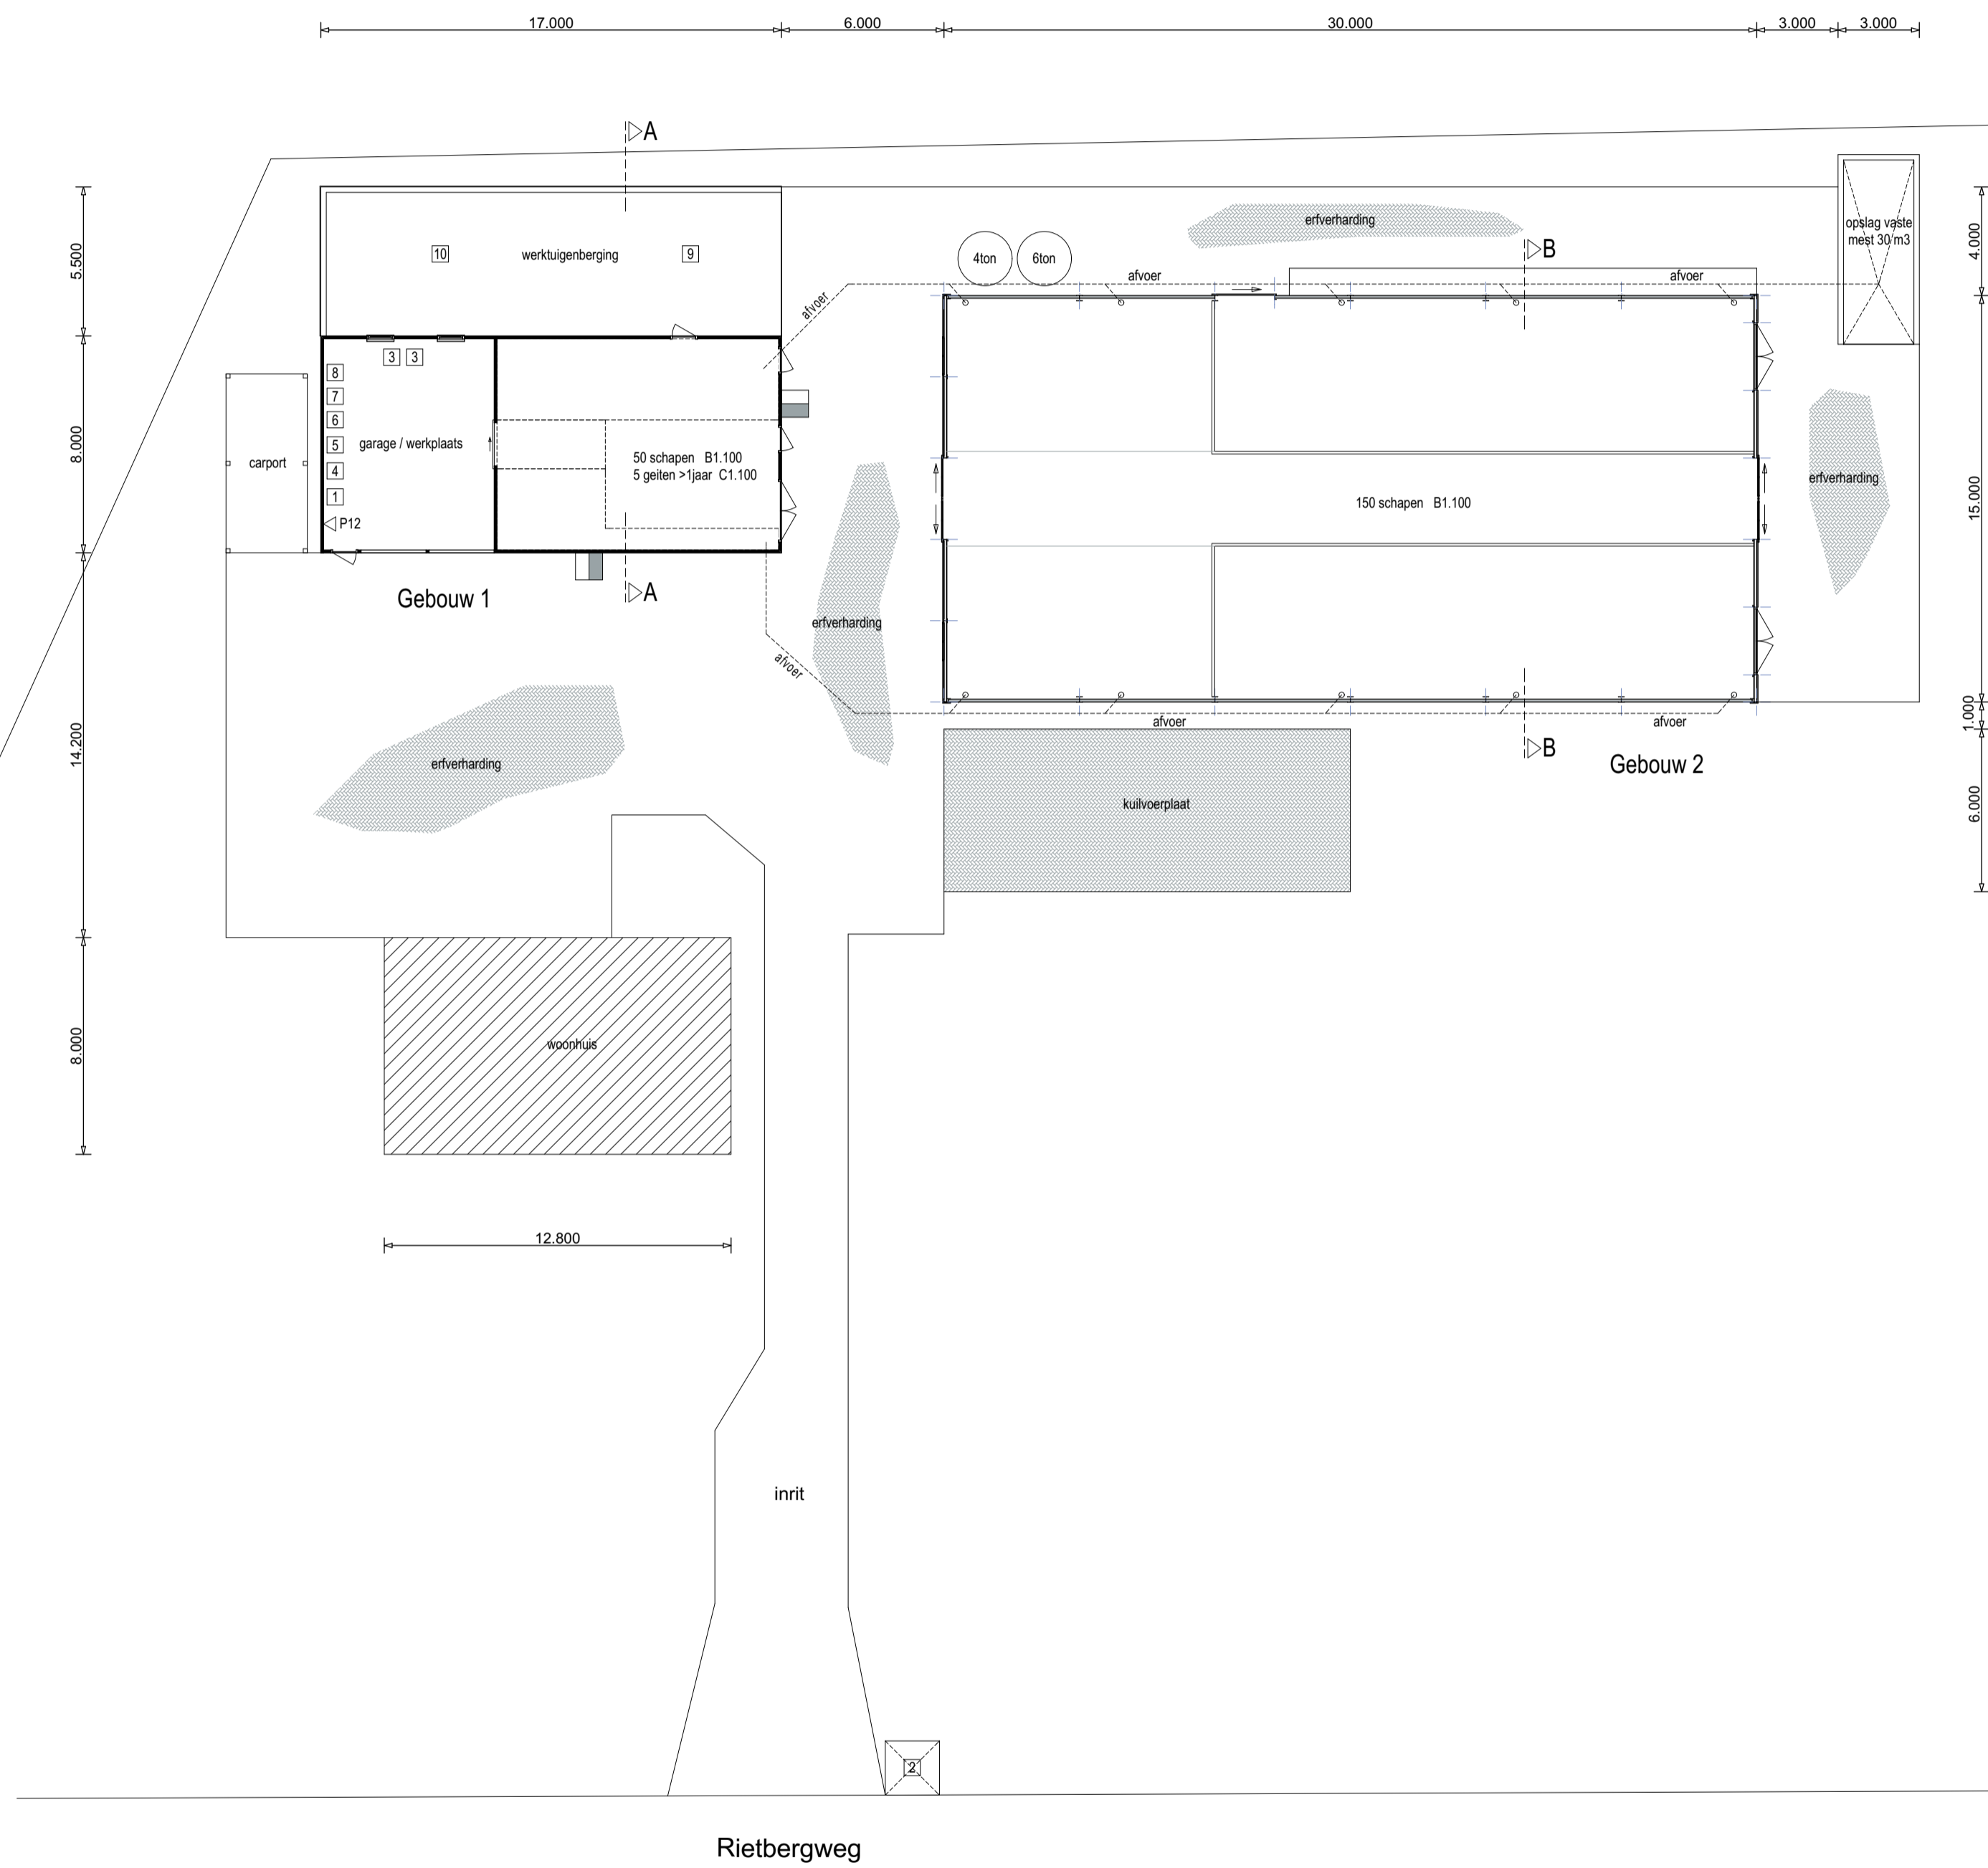 17.000
6.000
30.000
3.000
3.000
A
5.500
10
werktuigenberging
9
4ton
6ton
erfverharding
B
opslag vaste
mest 30 m3
4.000
afvoer
afvoer
afvoer
3
3
8
7
6
5
4
1
P12
garage / werkplaats
8.000
carport
50 schapen B1.100
5 geiten >1jaar C1.100
150 schapen B1.100
erfverharding
15.000
Gebouw 1
A
erfverharding
afvoer
afvoer
afvoer
1.000
B
Gebouw 2
14.200
erfverharding
kuilvoerplaat
6.000
8.000
woonhuis
12.800
inrit
2
Rietbergweg